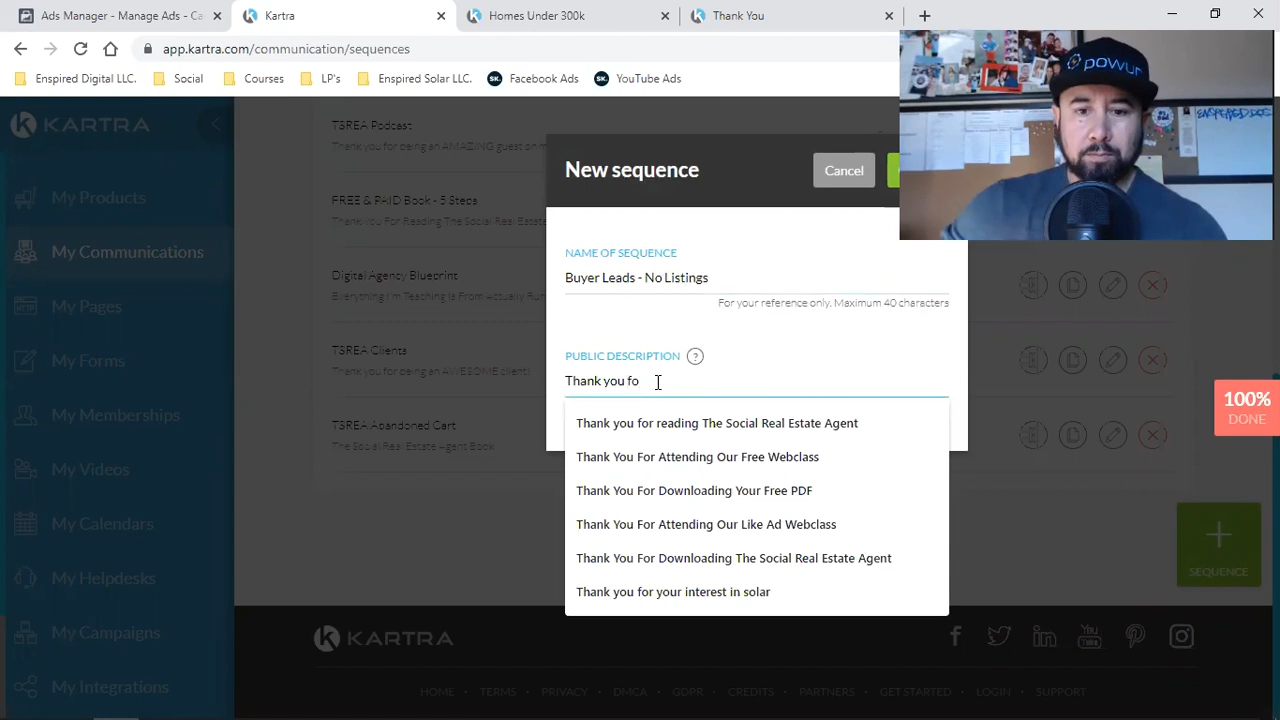 Ads Manager - Manage Ads - Ca
Kartra
Homes Under 300k
Thank You
app.kartra.com/communication/sequences
Enspired Digital LLC.
Social
Courses
LP's
Enspired Solar LLC.
SK.
Facebook Ads
SK.
YouTube Ads
KARTRA
My Products
My Communications
My Pages
My Forms
My Memberships
My Videos
My Calendars
My Helpdesks
My Campaigns
My Integrations
TSREA Podcast
Thank you for being an AMAZING guest on m
FREE & PAID Book - 5 Steps
Thank You For Reading The Social Real Estate
Digital Agency Blueprint
Everything I'm Teaching Is From Actually Run
TSREA Clients
Thank you for being an AWESOME client!
TSREA Abandoned Cart
The Social Real Estate Agent Book
New sequence
Cancel
NAME OF SEQUENCE
Buyer Leads - No Listings
For your reference only. Maximum 40 characters
PUBLIC DESCRIPTION ?
Thank you fo
Thank you for reading The Social Real Estate Agent
Thank You For Attending Our Free Webclass
Thank You For Downloading Your Free PDF
Thank You For Attending Our Like Ad Webclass
Thank You For Downloading The Social Real Estate Agent
Thank you for your interest in solar
powur
100%
DONE
SEQUENCE
KARTRA
HOME · TERMS · PRIVACY · DMCA · GDPR · CREDITS · PARTNERS · GET STARTED · LOGIN · SUPPORT